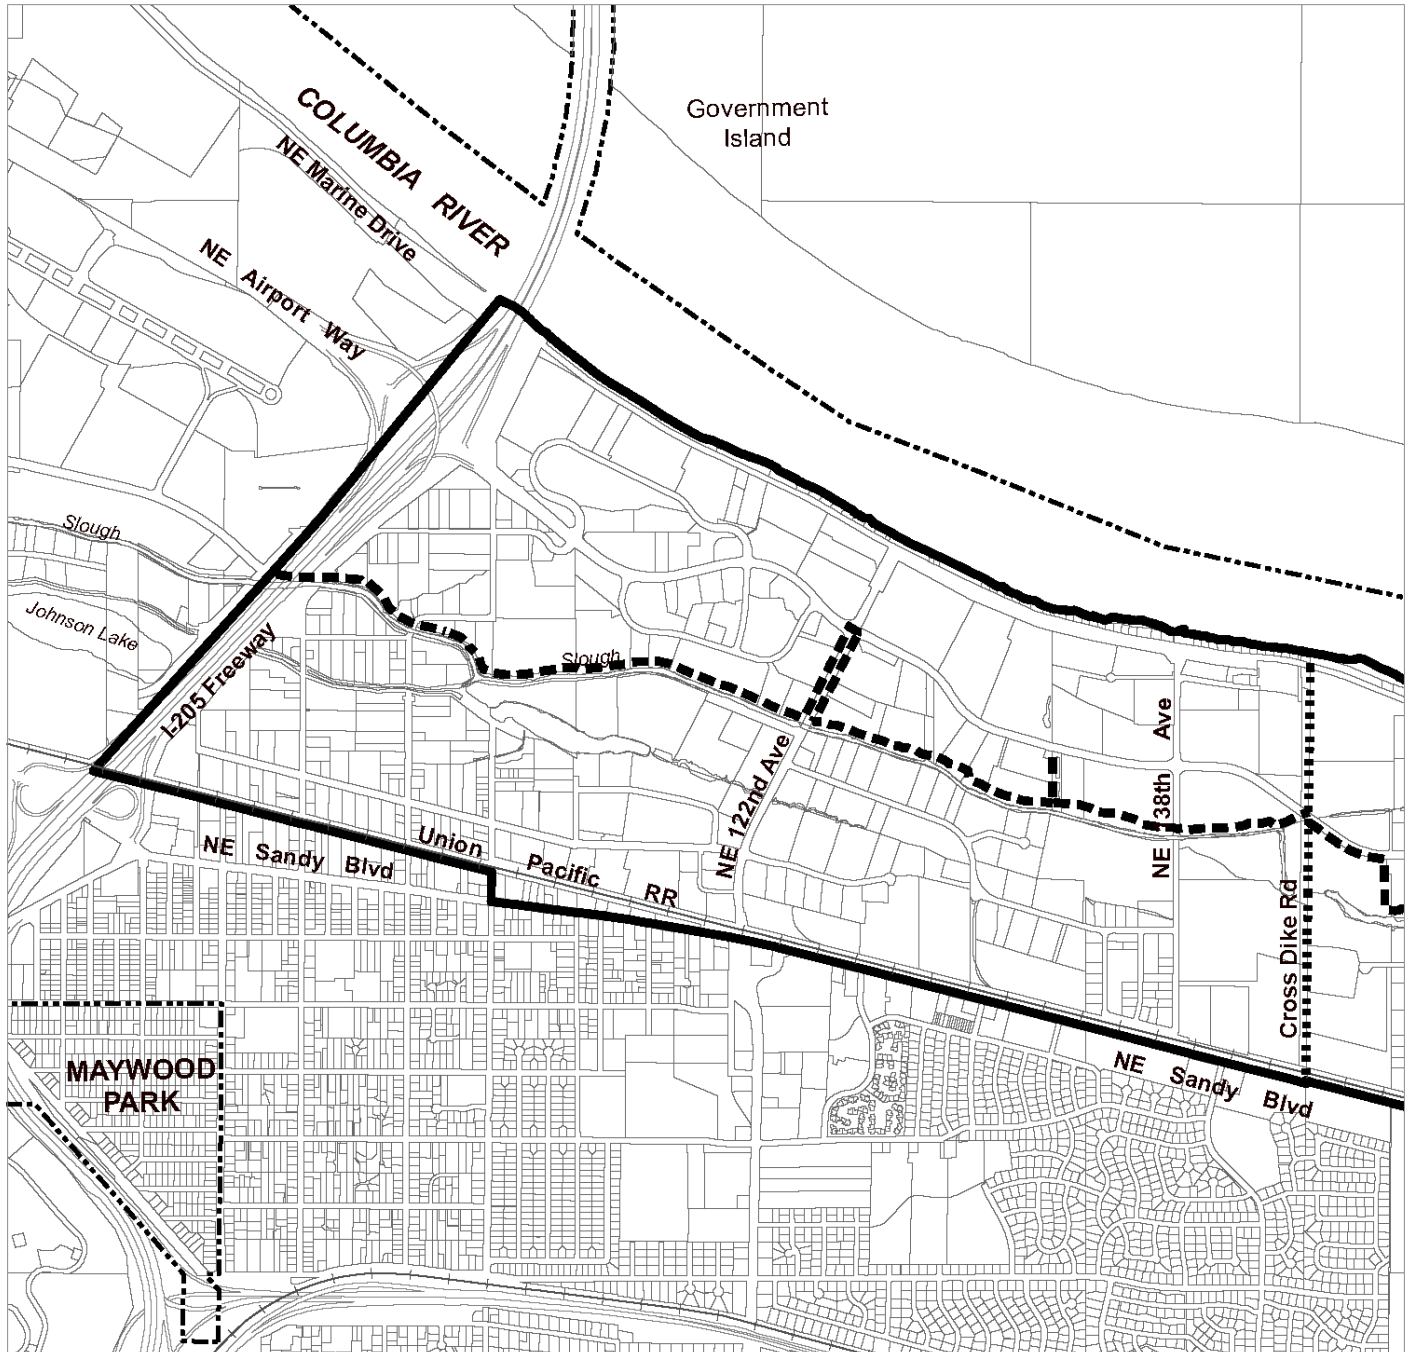 Government
Island
COLUMBIA RIVER
NE Marine Drive
NE Airport Way
Slough
Johnson Lake
I-205 Freeway
Slough
NE 122nd Ave
NE 138th Ave
Cross Dike Rd
NE Sandy Blvd
Union Pacific RR
NE Sandy Blvd
MAYWOOD
PARK